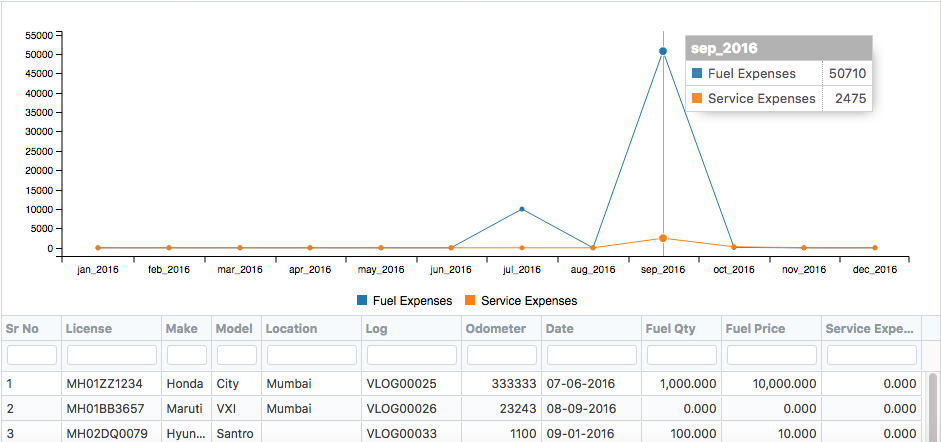 55000
50000
45000
40000
35000
30000
25000
20000
15000
10000
5000
0
sep_2016
Fuel Expenses 50710
Service Expenses 2475
jan_2016 feb_2016 mar_2016 apr_2016 may_2016 jun_2016 jul_2016 aug_2016 sep_2016 oct_2016 nov_2016 dec_2016
Fuel Expenses Service Expenses
Sr No License Make Model Location Log Odometer Date Fuel Qty Fuel Price Service Expe...
1 MH01ZZ1234 Honda City Mumbai VLOG00025 333333 07-06-2016 1,000.000 10,000.000 0.000
2 MH01BB3657 Maruti VXI Mumbai VLOG00026 23243 08-09-2016 0.000 0.000 0.000
3 MH02DQ0079 Hyun... Santro VLOG00033 1100 09-01-2016 100.000 10.000 0.000